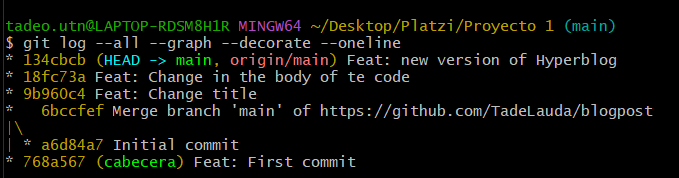 tadeo.utn@LAPTOP-RDSM8H1R MINGW64 ~/Desktop/Platzi/Proyecto 1 (main)
$ git log --all --graph --decorate --oneline
* 134cbcb (HEAD -> main, origin/main) Feat: new version of Hyperblog
* 18fc73a Feat: Change in the body of te code
* 9b960c4 Feat: Change title
*   6bccfef Merge branch 'main' of https://github.com/TadeLauda/blogpost
|\
| * a6d84a7 Initial commit
* 768a567 (cabecera) Feat: First commit